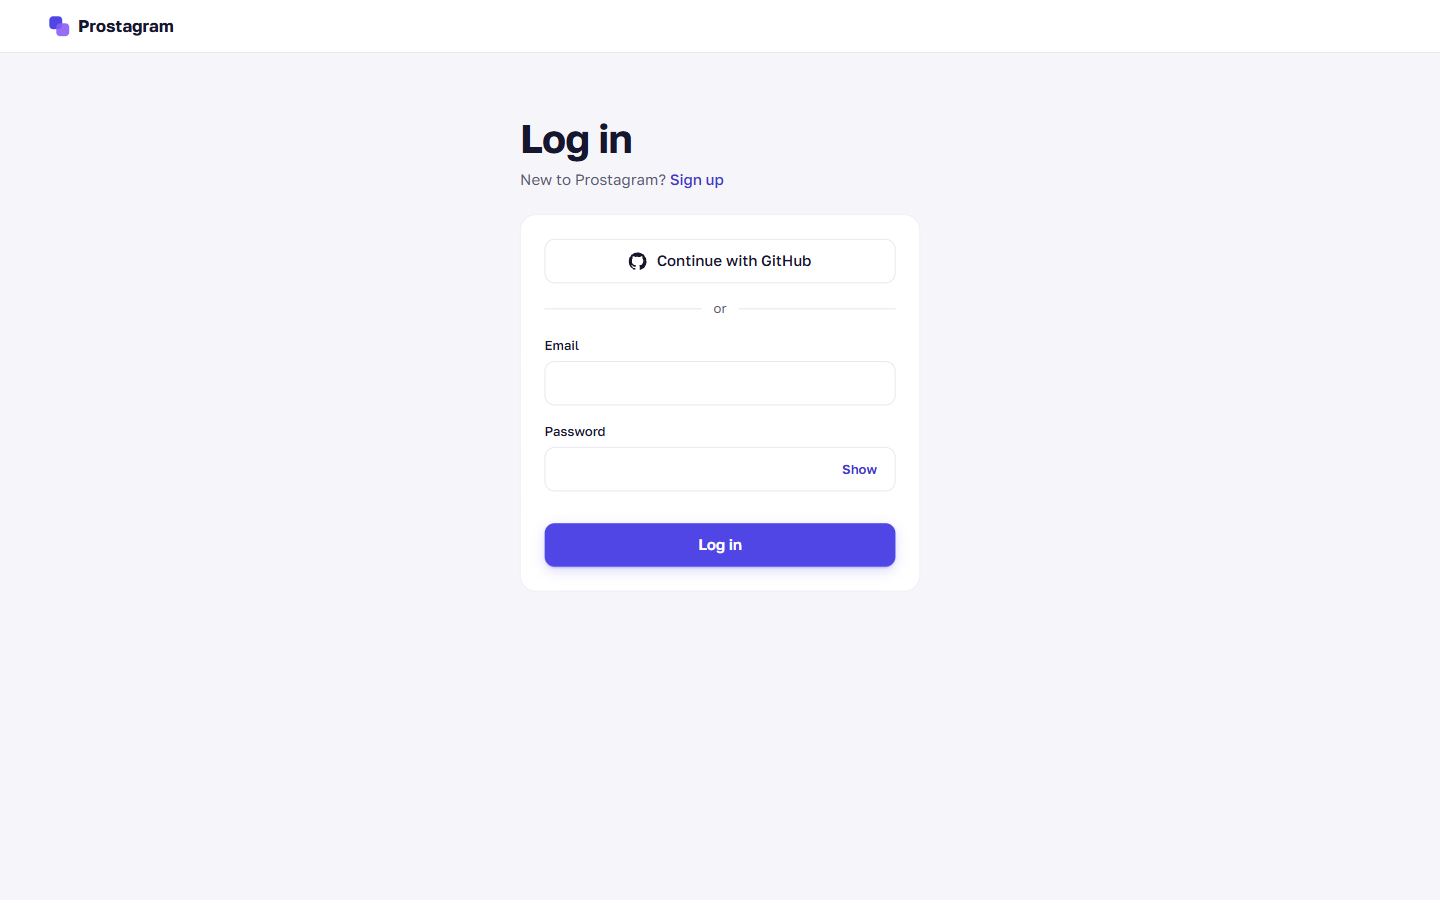 Prostagram
Log in
New to Prostagram? Sign up
Continue with GitHub
or
Email
Password
Show
Log in